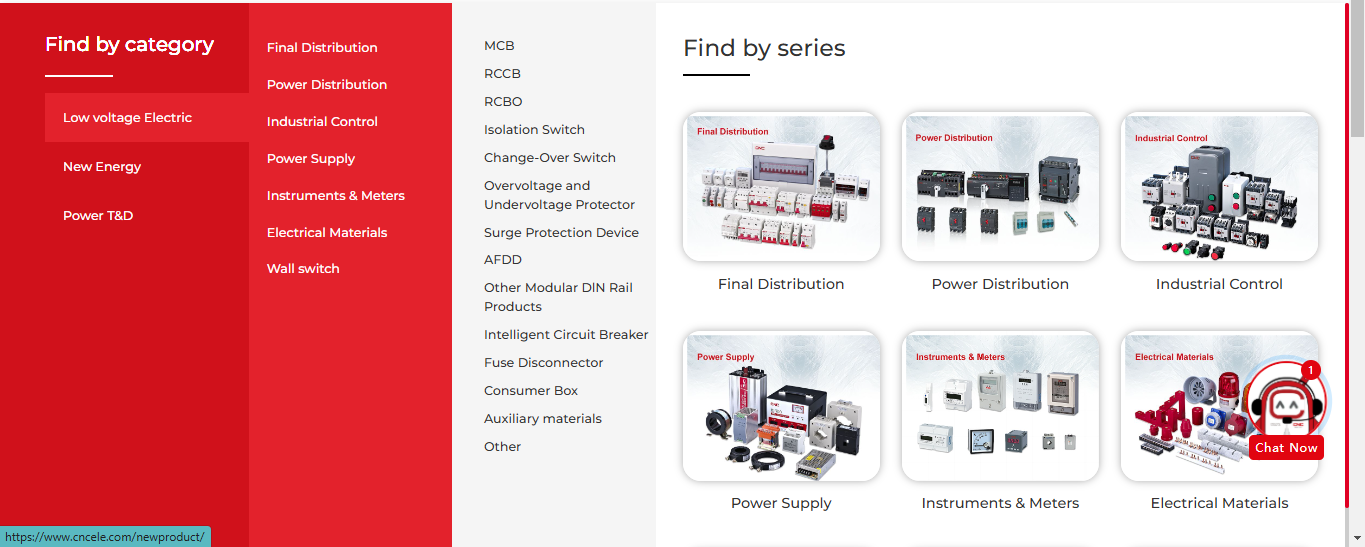 Find by category
Low voltage Electric
New Energy
Power T&D
Final Distribution
Power Distribution
Industrial Control
Power Supply
Instruments & Meters
Electrical Materials
Wall switch
MCB
RCCB
RCBO
Isolation Switch
Change-Over Switch
Overvoltage and
Undervoltage Protector
Surge Protection Device
AFDD
Other Modular DIN Rail
Products
Intelligent Circuit Breaker
Fuse Disconnector
Consumer Box
Auxiliary materials
Other
Find by series
Final Distribution
CNC
Final Distribution
Power Distribution
Power Distribution
Industrial Control
CNC
Industrial Control
Power Supply
CNC
Power Supply
Instruments & Meters
Instruments & Meters
Electrical Materials
Electrical Materials
1
CNC
Chat Now
https://www.cncele.com/newproduct/